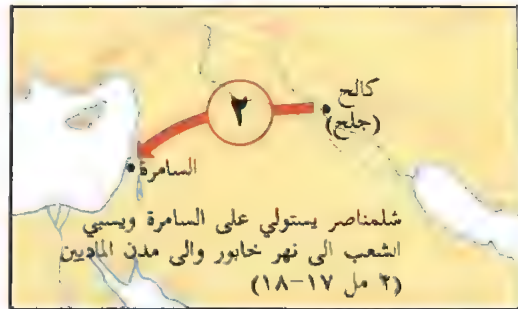 ٢
كالح
(جلح)
السامرة
شلمناصر يستولي على السامرة ويسبي
الشعب الى نهر خابور والى مدن الماديين
(٢ مل ١٧-١٨)